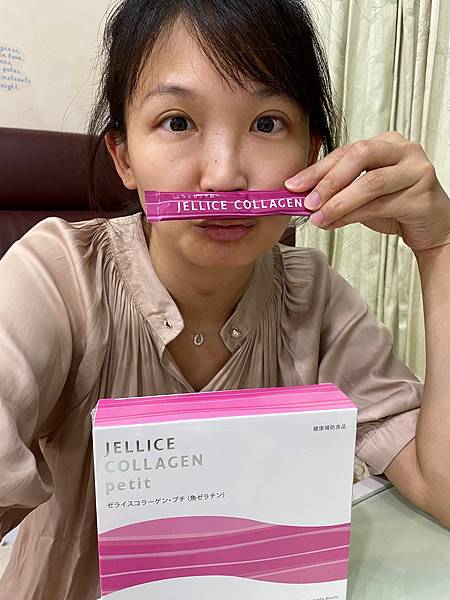 JELLICE COLLAGEN
健康補助食品
JELLICE
COLLAGEN
petit
ゼライスコラーゲン・プチ (魚ゼラチン)